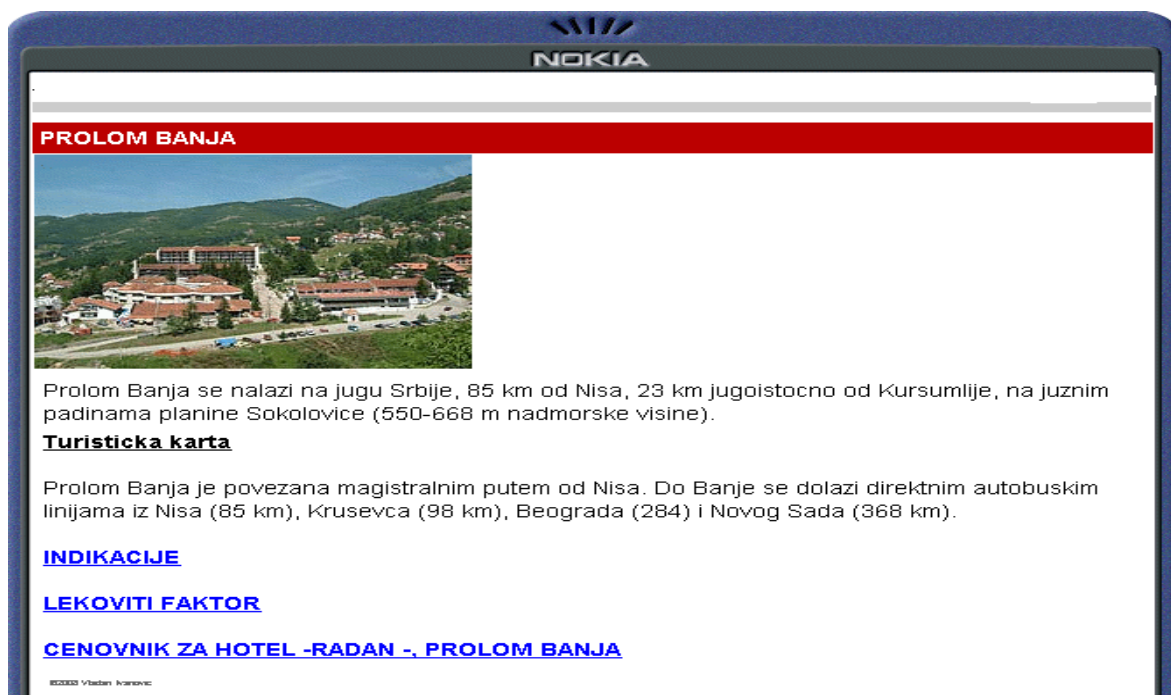 NOKIA
PROLOM BANJA
Prolom Banja se nalazi na jugu Srbije, 85 km od Nisa, 23 km jugoistocno od Kursumlije, na juznim
padinama planine Sokolovice (550-668 m nadmorske visine).
Turisticka karta
Prolom Banja je povezana magistralnim putem od Nisa. Do Banje se dolazi direktnim autobuskim
linijama iz Nisa (85 km), Krusevca (98 km), Beograda (284) i Novog Sada (368 km).
INDIKACIJE
LEKOVITI FAKTOR
CENOVNIK ZA HOTEL -RADAN -, PROLOM BANJA